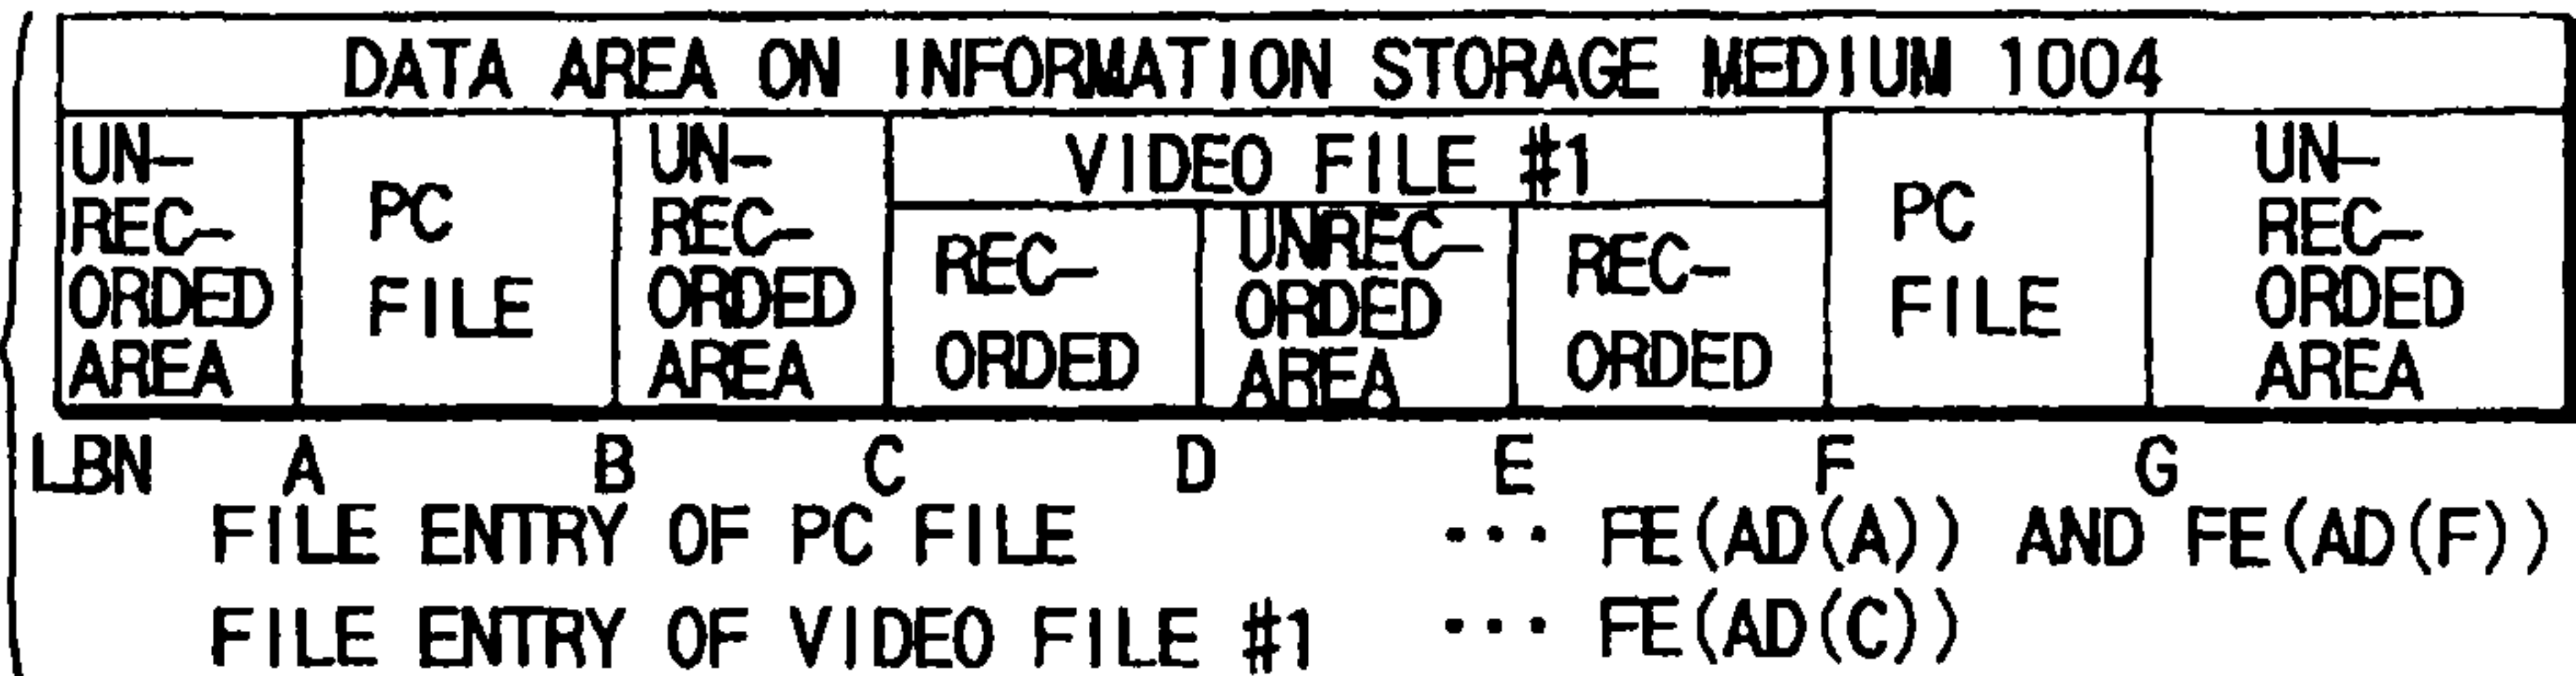 DATA AREA ON INFORMATION STORAGE MEDIUM 1004
UN-
REC-
ORDED
AREA
PC
FILE
UN-
REC-
ORDED
AREA
VIDEO FILE #1
REC-
ORDED
UNREC-
ORDED
AREA
REC-
ORDED
PC
FILE
UN-
REC-
ORDED
AREA
LBN A B C D E F G
FILE ENTRY OF PC FILE ··· FE(AD(A)) AND FE(AD(F))
FILE ENTRY OF VIDEO FILE #1 ··· FE(AD(C))